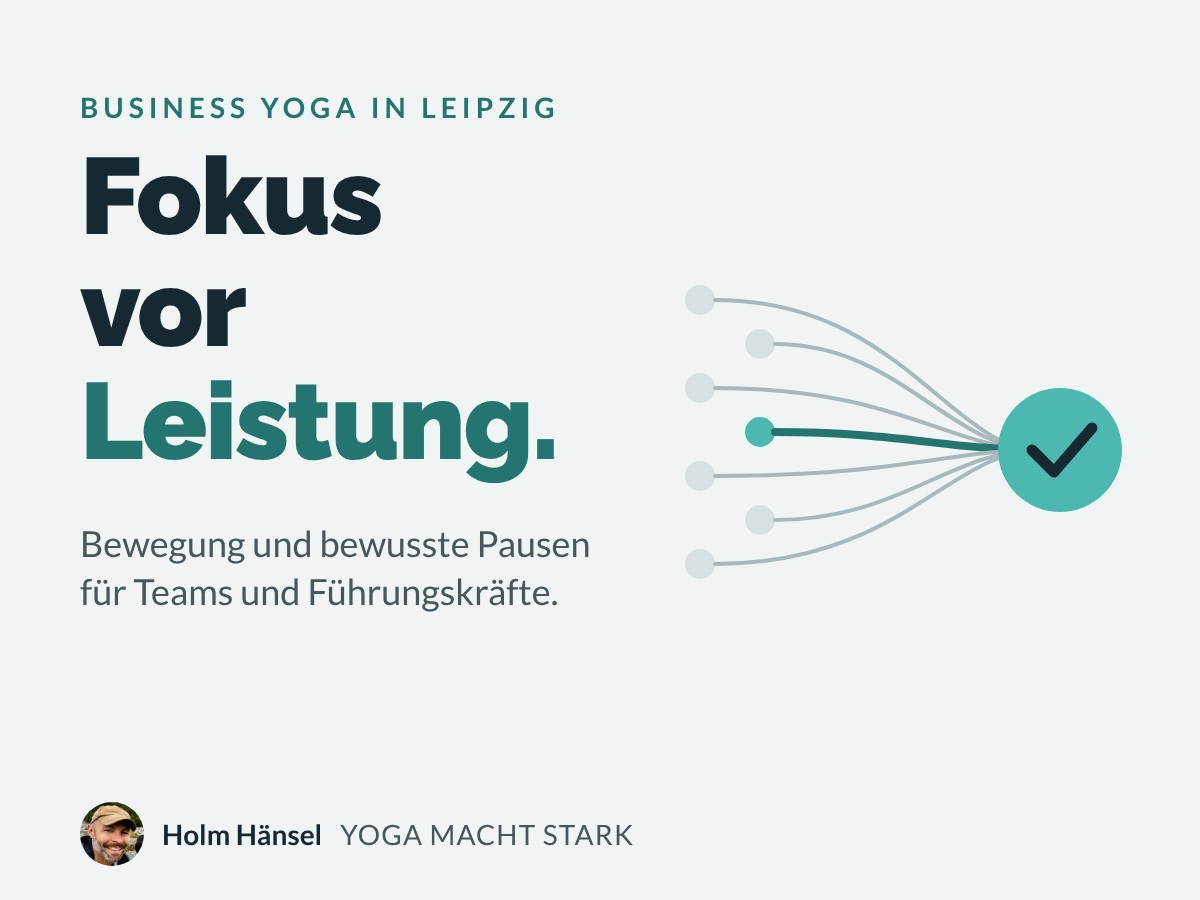 BUSINESS YOGA IN LEIPZIG
Fokus
vor
Leistung.
Bewegung und bewusste Pausen
für Teams und Führungskräfte.
Holm Hänsel YOGA MACHT STARK